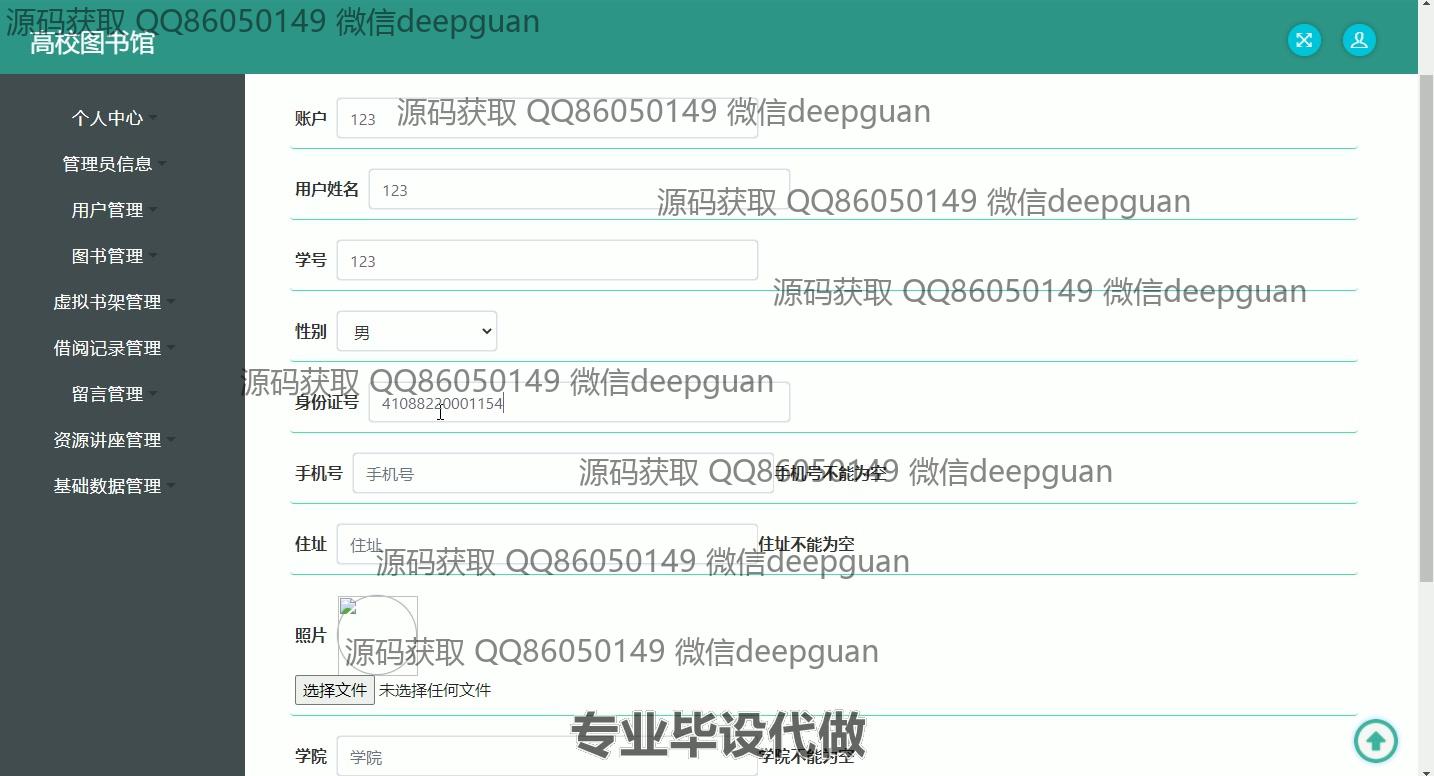 源码获取 QQ86050149 微信deepguan
高校图书馆
个人中心
管理员信息
用户管理
图书管理
虚拟书架管理
借阅记录管理
留言管理
资源讲座管理
基础数据管理
账户 123
源码获取 QQ86050149 微信deepguan
用户姓名 123
源码获取 QQ86050149 微信deepguan
学号 123
源码获取 QQ86050149 微信deepguan
性别 男
源码获取 QQ86050149 微信deepguan
身份证号 41088220001154
手机号 手机号 手机号不能为空
源码获取 QQ86050149 微信deepguan
住址 住址 住址不能为空
源码获取 QQ86050149 微信deepguan
照片
源码获取 QQ86050149 微信deepguan
选择文件 未选择任何文件
专业毕设代做
学院 学院 学院不能为空